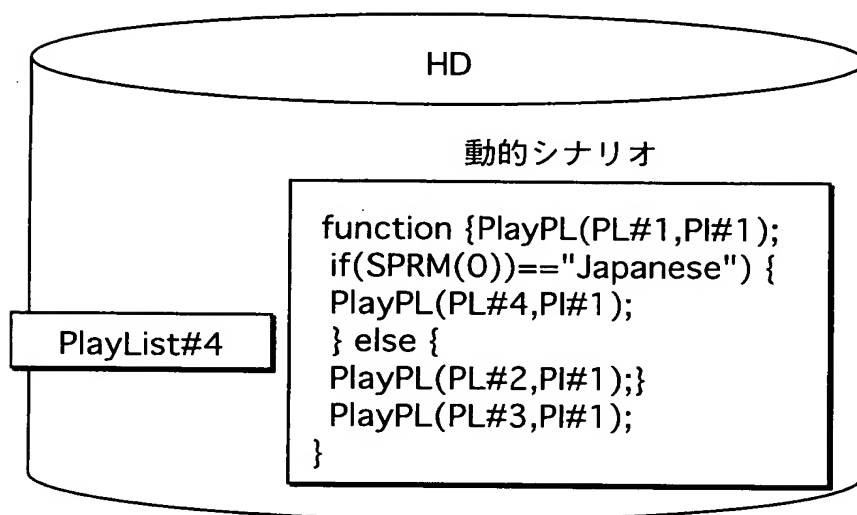 HD
動的シナリオ
function {PlayPL(PL#1,PI#1);
if(SPRM(0))=="Japanese") {
PlayPL(PL#4,PI#1);
} else {
PlayPL(PL#2,PI#1);}
PlayPL(PL#3,PI#1);
}
PlayList#4